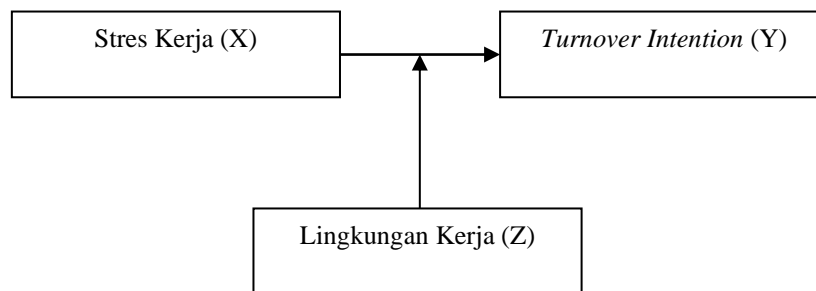 Stres Kerja (X)
Turnover Intention (Y)
Lingkungan Kerja (Z)